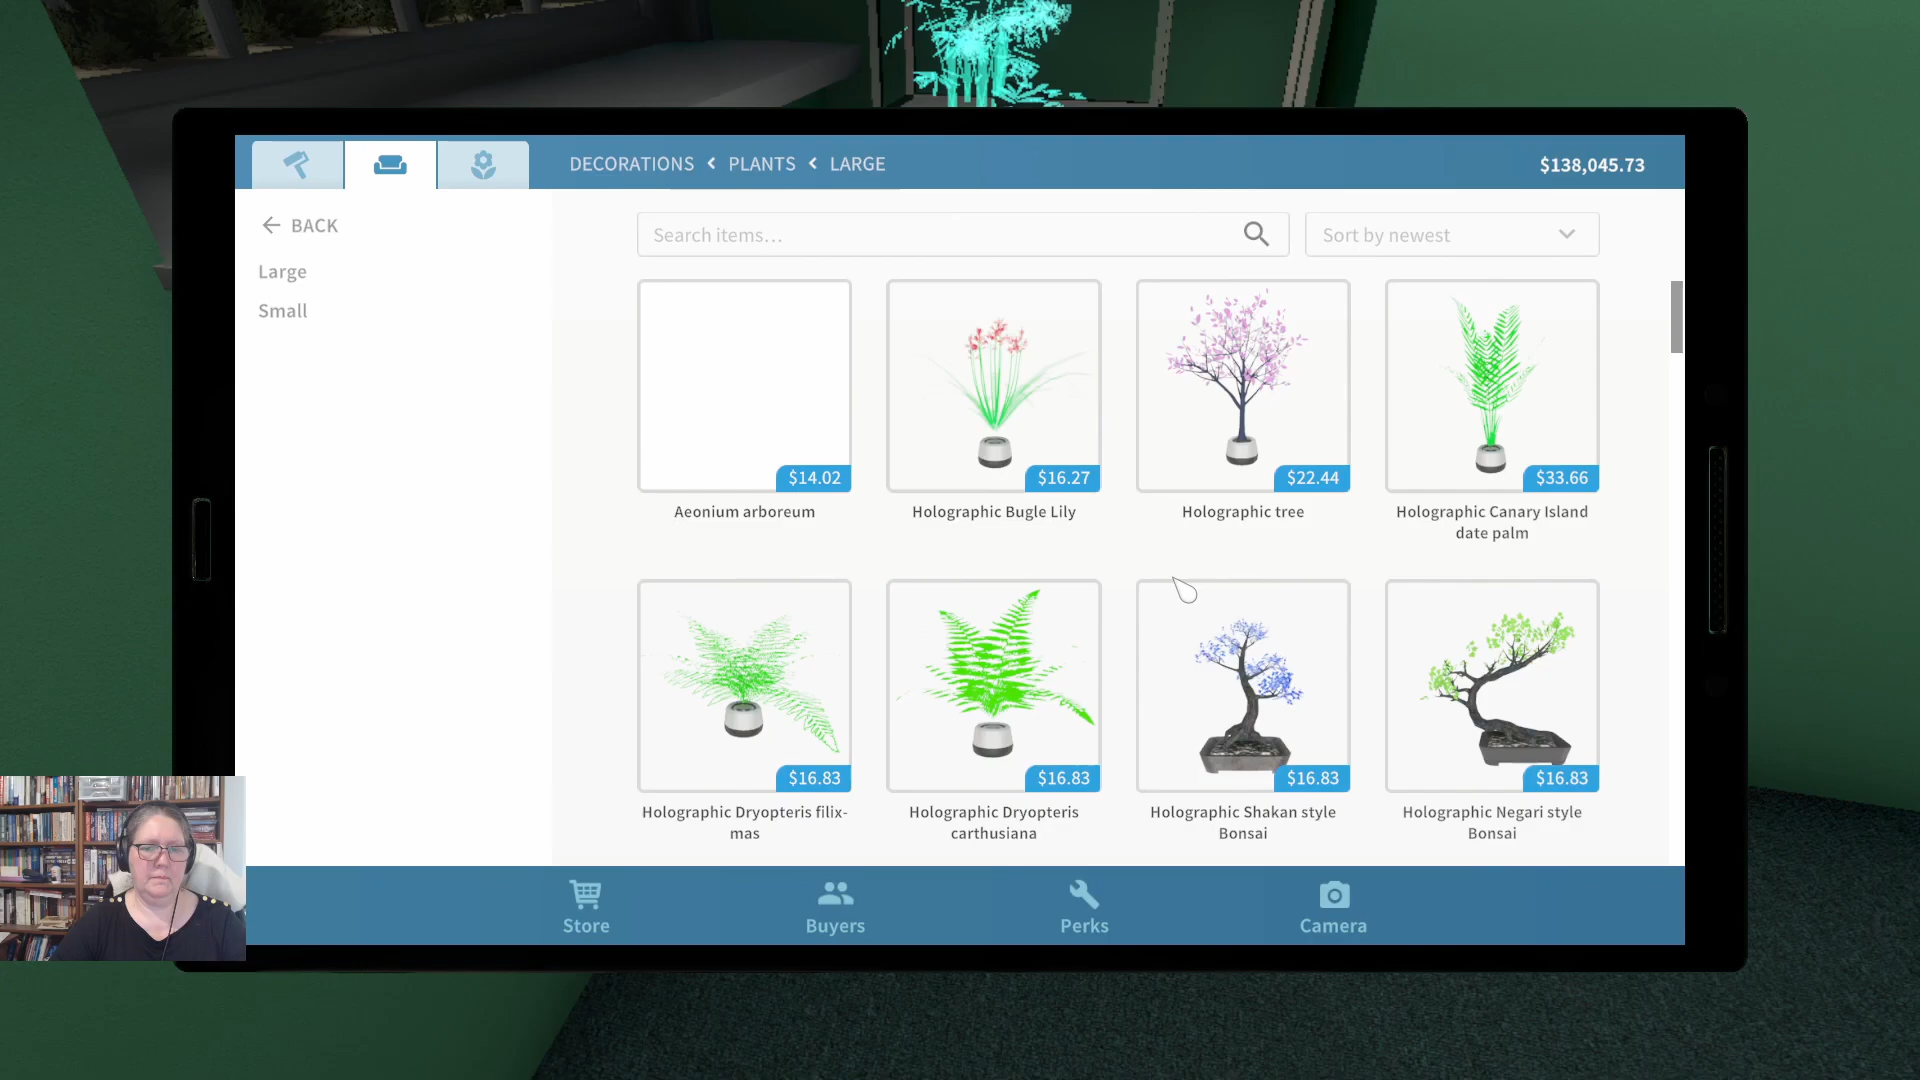 DECORATIONS < PLANTS < LARGE
$138,045.73
BACK
Large
Small
Search items...
Sort by newest
$14.02
$16.27
$22.44
$33.66
Aeonium arboreum
Holographic Bugle Lily
Holographic tree
Holographic Canary Island
date palm
$16.83
$16.83
$16.83
$16.83
Holographic Dryopteris filix-
mas
Holographic Dryopteris
carthusiana
Holographic Shakan style
Bonsai
Holographic Negari style
Bonsai
Store
Buyers
Perks
Camera